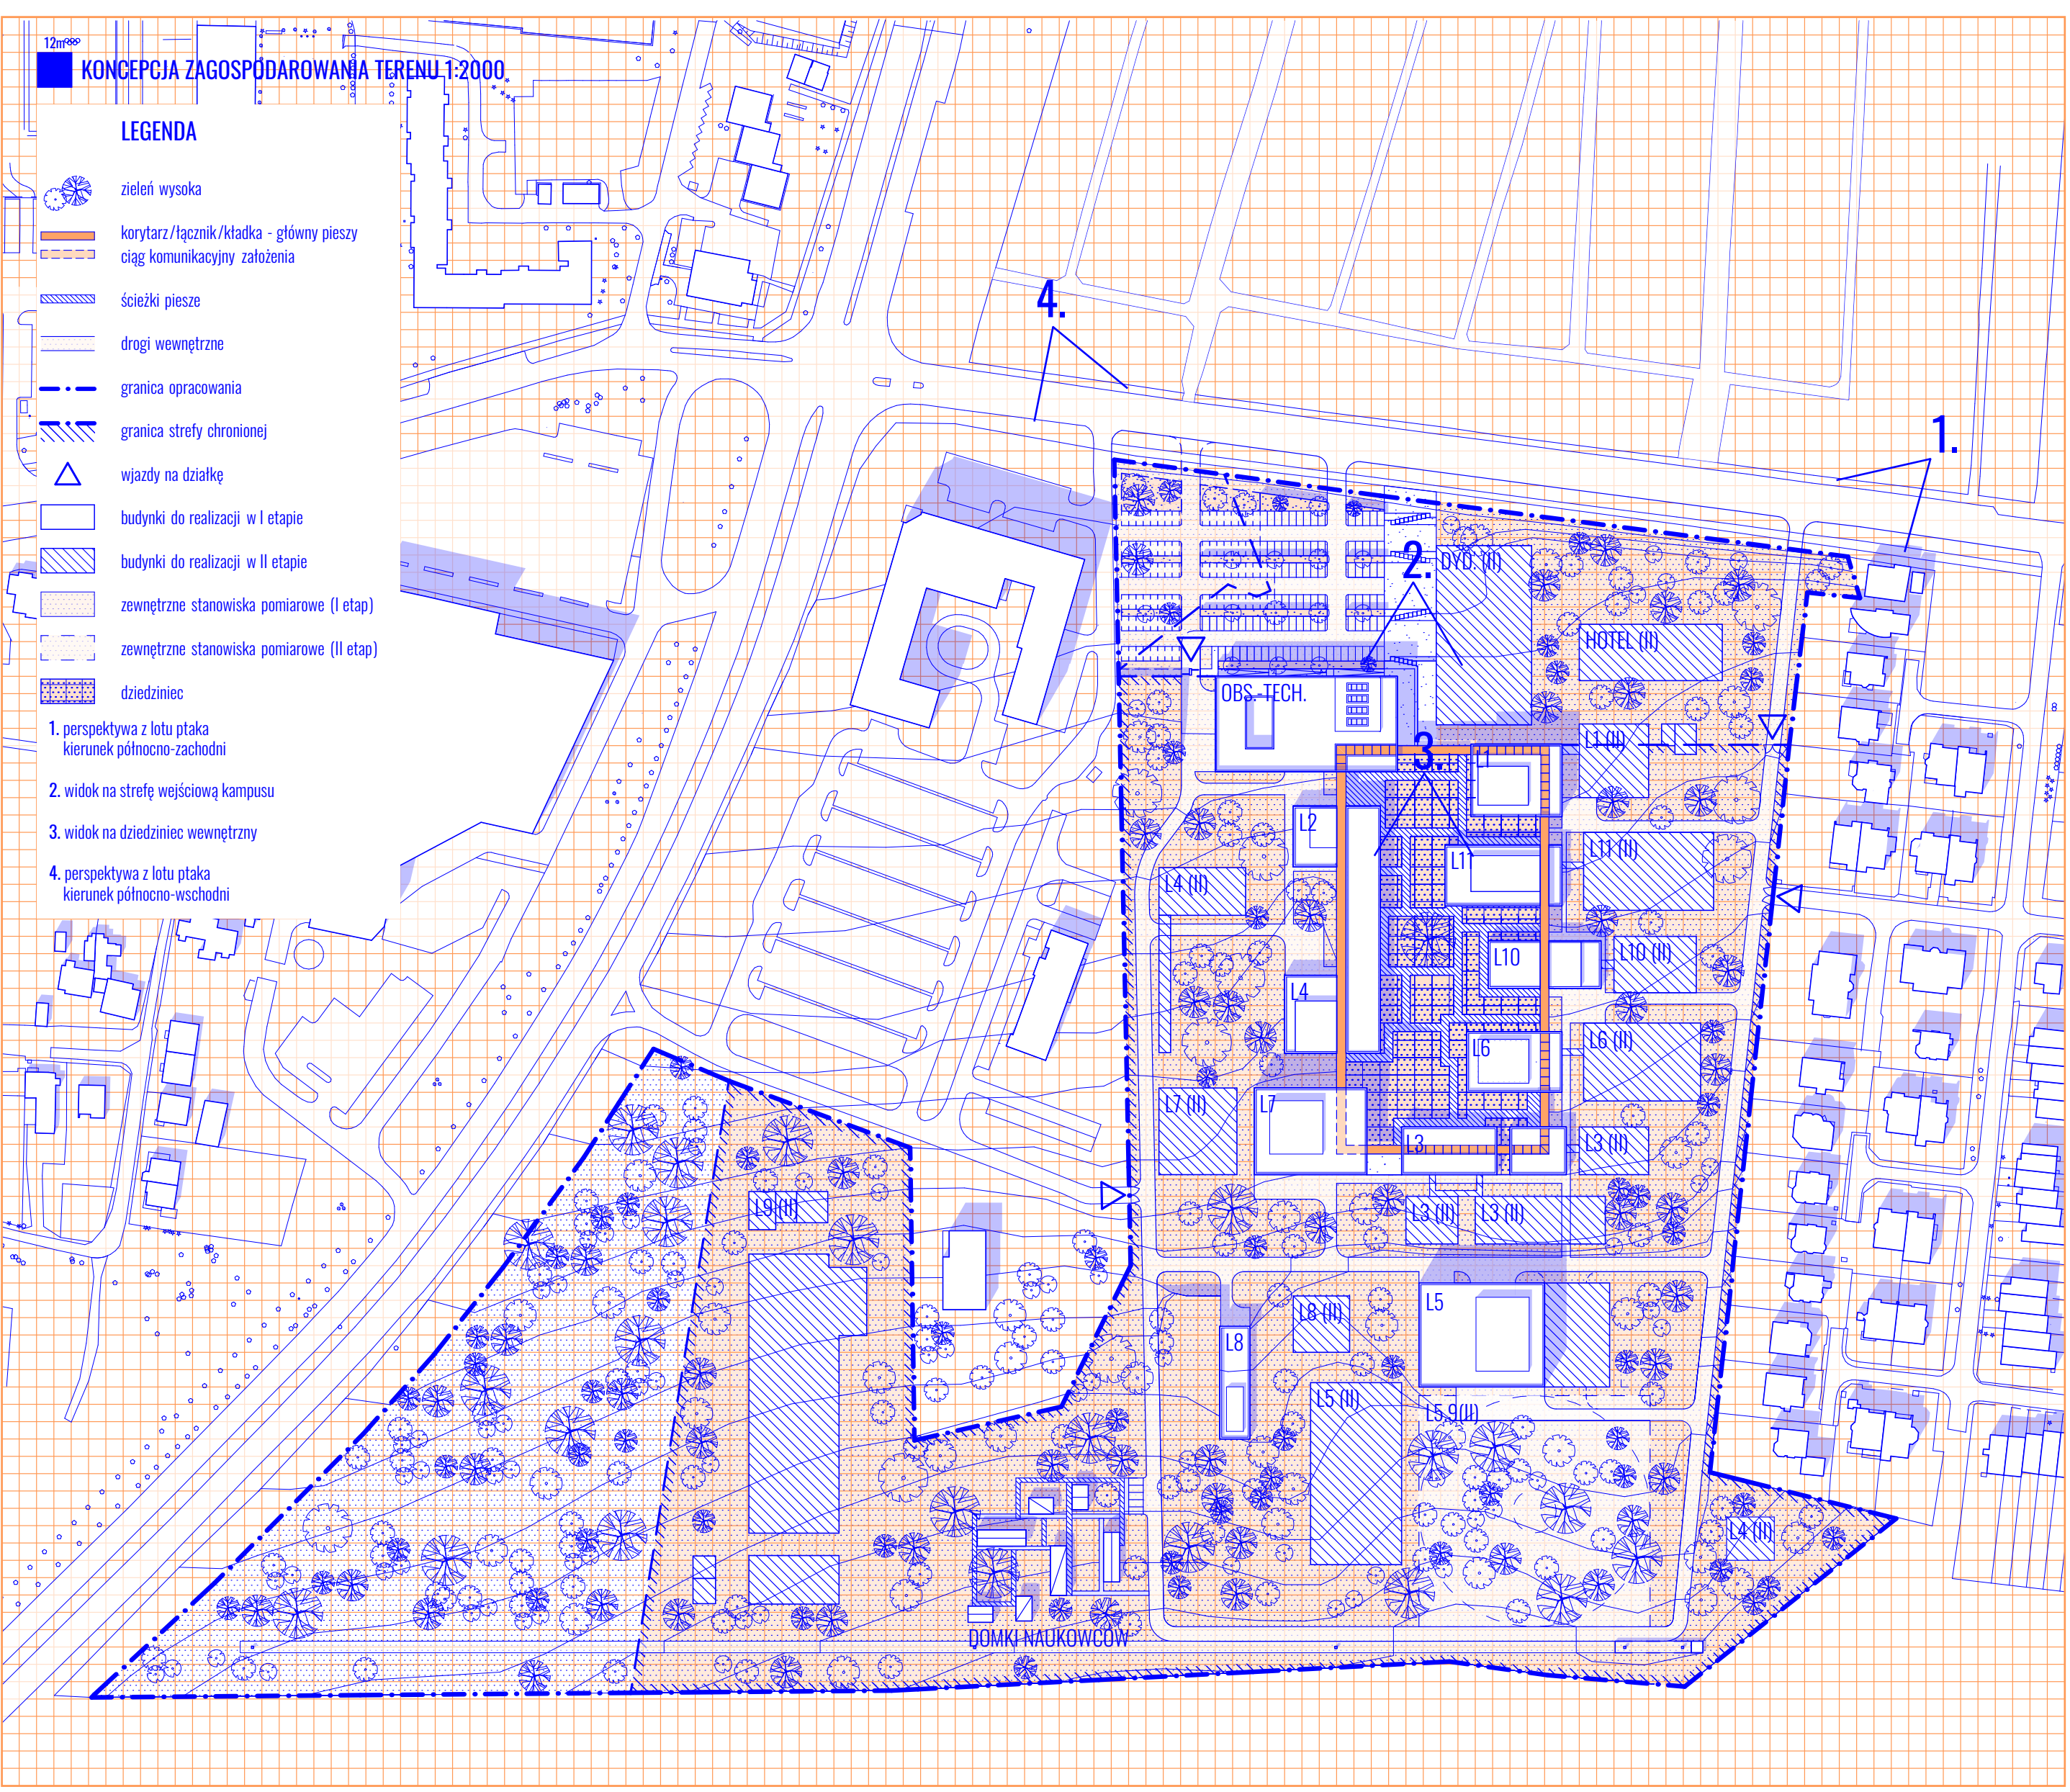 12m
KONCEPCJA ZAGOSPODAROWANIA TERENU 1:2000
LEGENDA
zieleń wysoka
korytarz/łącznik/kładka - główny pieszy
ciąg komunikacyjny założenia
ścieżki piesze
drogi wewnętrzne
granica opracowania
granica strefy chronionej
wjazdy na działkę
budynki do realizacji w I etapie
budynki do realizacji w II etapie
zewnętrzne stanowiska pomiarowe (I etap)
zewnętrzne stanowiska pomiarowe (II etap)
dziedziniec
1. perspektywa z lotu ptaka
kierunek północno-zachodni
2. widok na strefę wejściową kampusu
3. widok na dziedziniec wewnętrzny
4. perspektywa z lotu ptaka
kierunek północno-wschodni
4.
1.
2.
DYD. (II)
HOTEL (II)
OBS.-TECH.
3.
L1
L1 (II)
L2
L11
L11 (II)
L4 (II)
L10
L10 (II)
L4
L6
L6 (II)
L7 (II)
L7
L3
L3 (II)
L9 (II)
L3 (II)
L3 (II)
L8
L8 (II)
L5
L5 (II)
L5,9(II)
L4 (II)
DOMKI NAUKOWCÓW